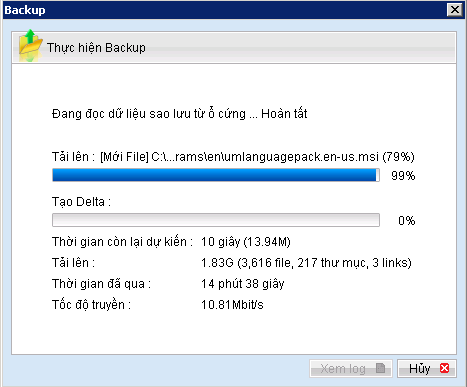 Backup
Thực hiện Backup
Đang đọc dữ liệu sao lưu từ ổ cứng ... Hoàn tất
Tải lên : [Mới File] C:\...rams\en\umlanguagepack.en-us.msi (79%)
99%
Tạo Delta :
0%
Thời gian còn lại dự kiến : 10 giây (13.94M)
Tải lên : 1.83G (3,616 file, 217 thư mục, 3 links)
Thời gian đã qua : 14 phút 38 giây
Tốc độ truyền : 10.81Mbit/s
Xem log Hủy